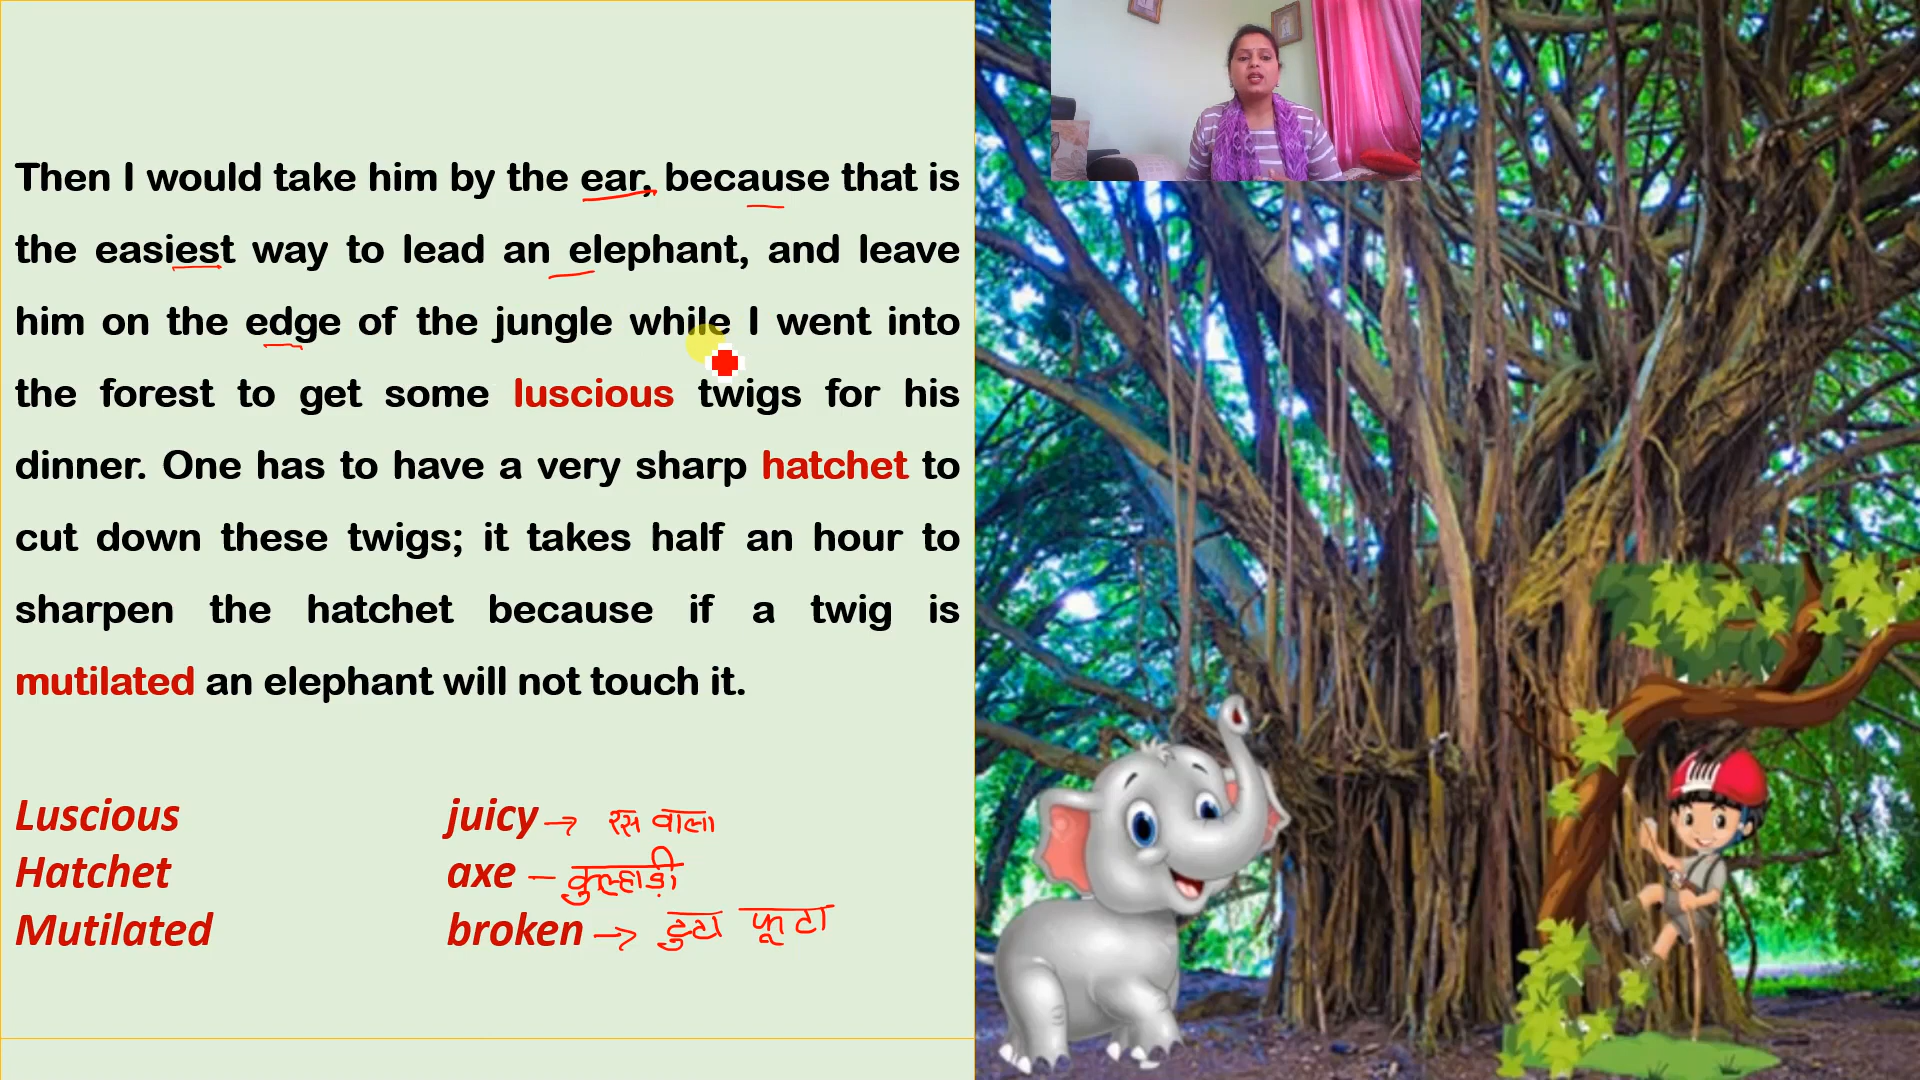 Then I would take him by the ear, because that is
the easiest way to lead an elephant, and leave
him on the edge of the jungle while I went into
the forest to get some luscious twigs for his
dinner. One has to have a very sharp hatchet to
cut down these twigs; it takes half an hour to
sharpen the hatchet because if a twig is
mutilated an elephant will not touch it.
Luscious juicy → रस वाला
Hatchet axe – कुल्हाड़ी
Mutilated broken → टुटा फूटा